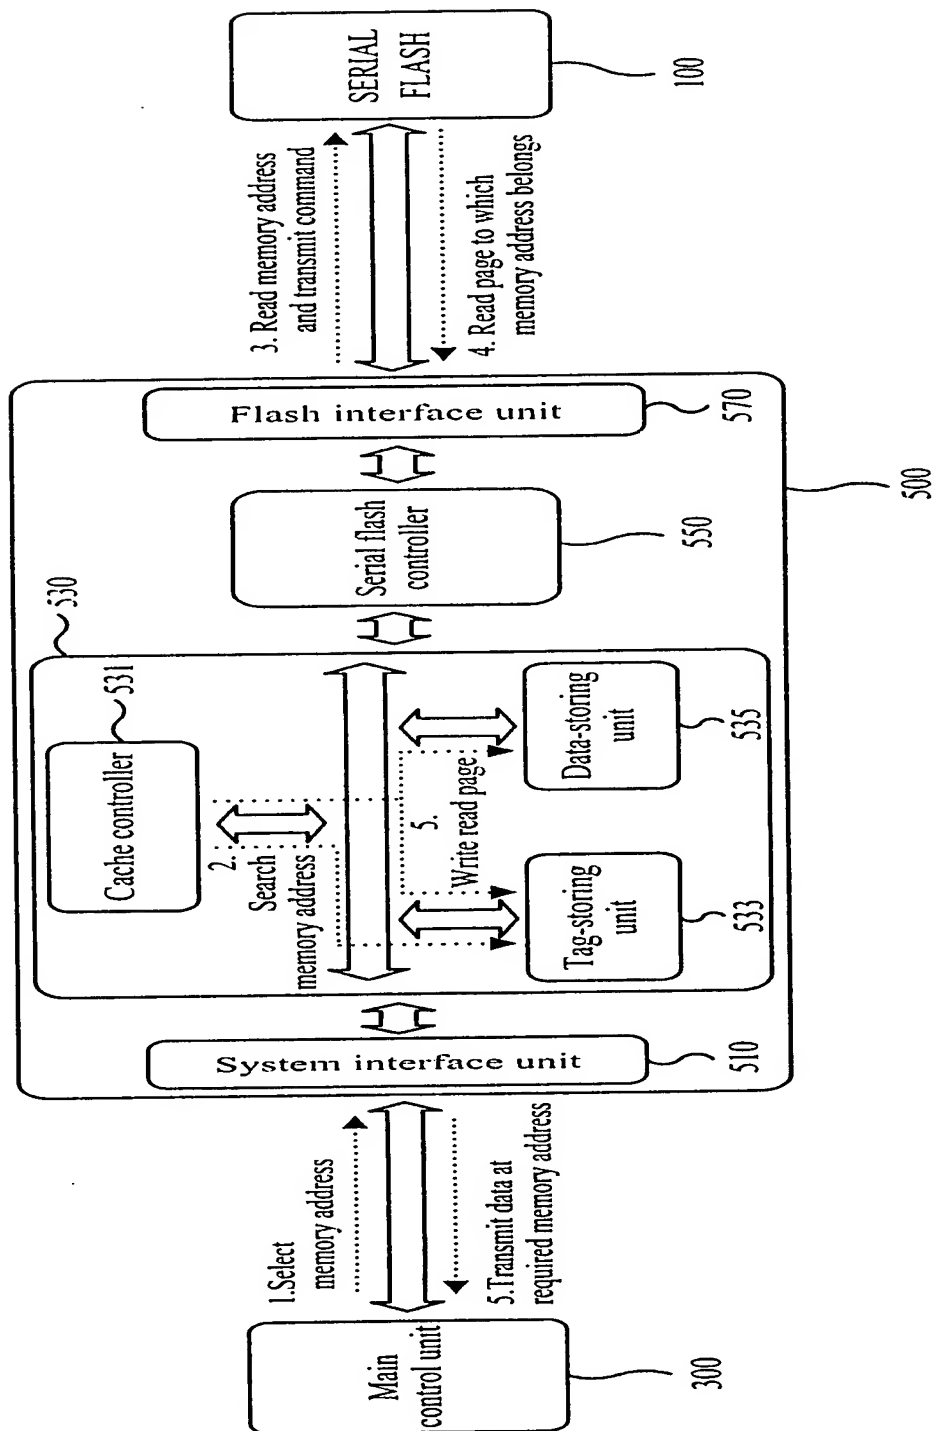 Main
control unit
300
1.Select
memory address
5.Transmit data at
required memory address
System interface unit
510
500
530
Cache controller
531
2.
Search
memory address
5.
Write read page
Tag-storing
unit
533
Data-storing
unit
535
Serial flash
controller
550
Flash interface unit
570
3. Read memory address
and transmit command
4. Read page to which
memory address belongs
SERIAL
FLASH
100